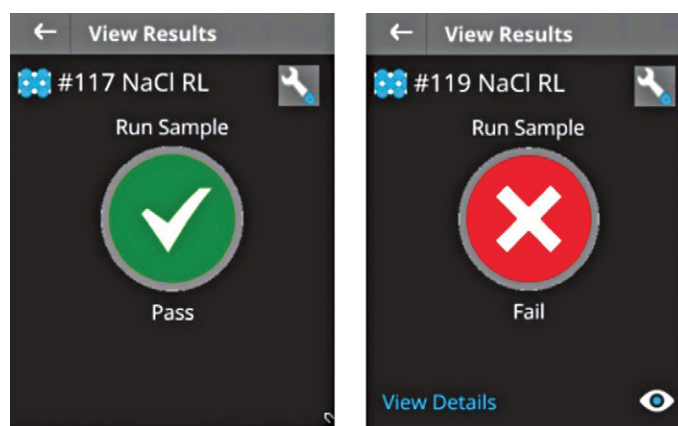 View Results
#117 NaCl RL
Run Sample
Pass
View Results
#119 NaCl RL
Run Sample
Fail
View Details